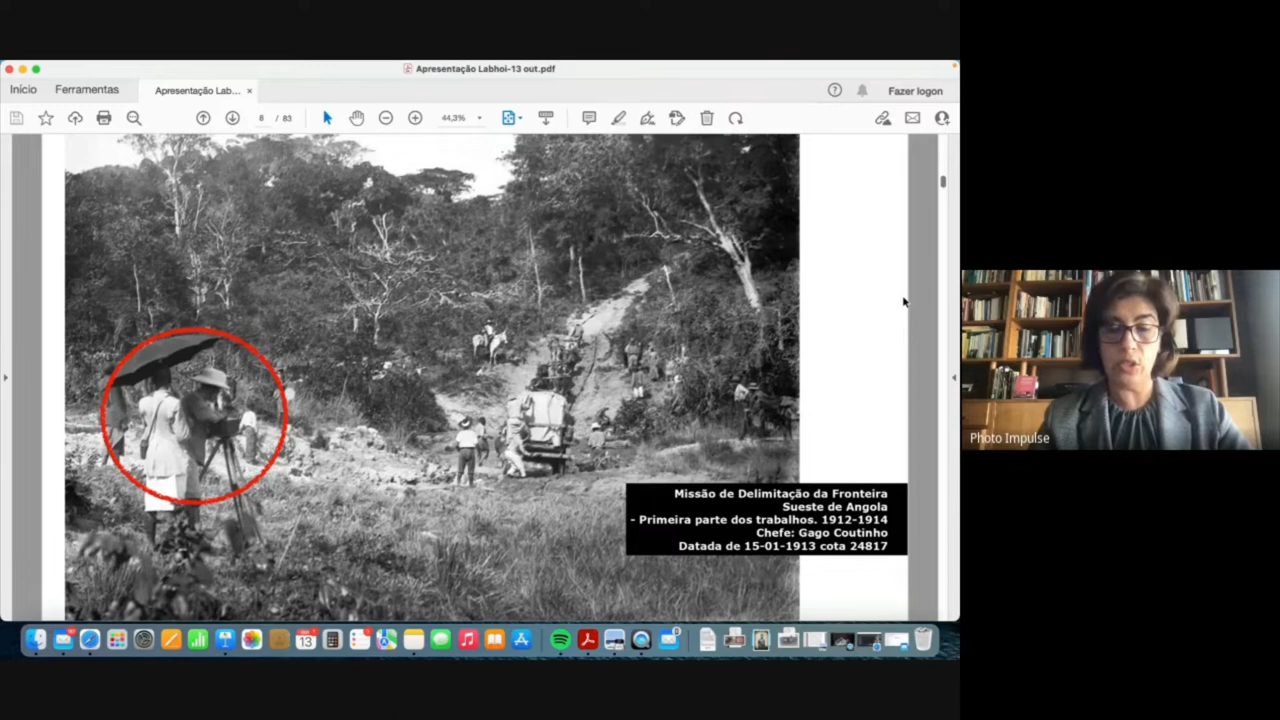 Apresentação Labhoi-13 out.pdf
Início
Ferramentas
Apresentação Lab...
×
Fazer logon
6 / 83
44,3%
Missão de Delimitação da Fronteira
Sueste de Angola
- Primeira parte dos trabalhos. 1912-1914
Chefe: Gago Coutinho
Datada de 15-01-1913 cota 24817
Photo Impulse
13